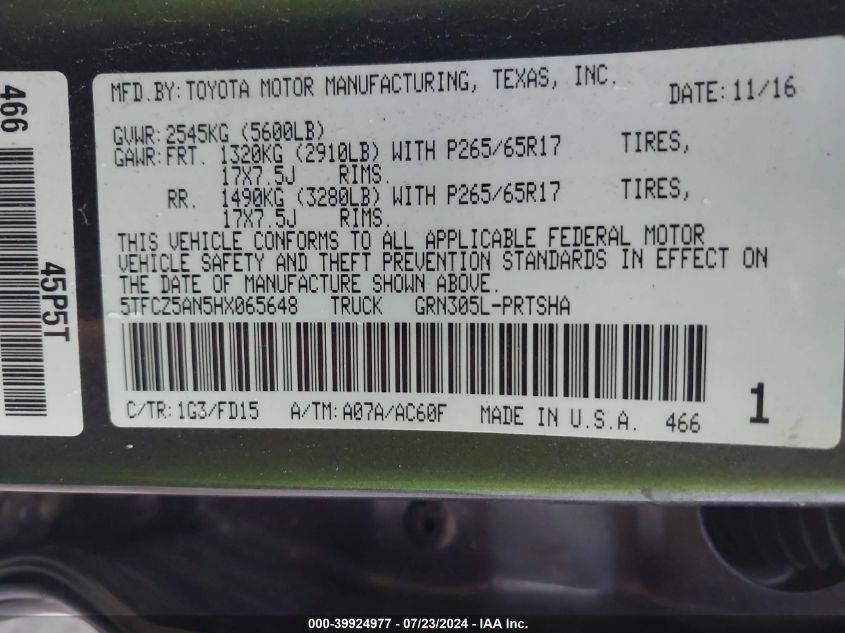 466
45P5T
MFD.BY:TOYOTA MOTOR MANUFACTURING, TEXAS, INC. DATE:11/16
GVWR:2545KG (5600LB)
GAWR:FRT. 1320KG (2910LB) WITH P265/65R17 TIRES,
17X7.5J RIMS.
RR. 1490KG (3280LB) WITH P265/65R17 TIRES,
17X7.5J RIMS.
THIS VEHICLE CONFORMS TO ALL APPLICABLE FEDERAL MOTOR
VEHICLE SAFETY AND THEFT PREVENTION STANDARDS IN EFFECT ON
THE DATE OF MANUFACTURE SHOWN ABOVE.
5TFCZ5AN5HX065648 TRUCK GRN305L-PRTSHA
C/TR:1G3/FD15 A/TM:A07A/AC60F MADE IN U.S.A. 466 1
000-39924977 - 07/23/2024 - IAA Inc.